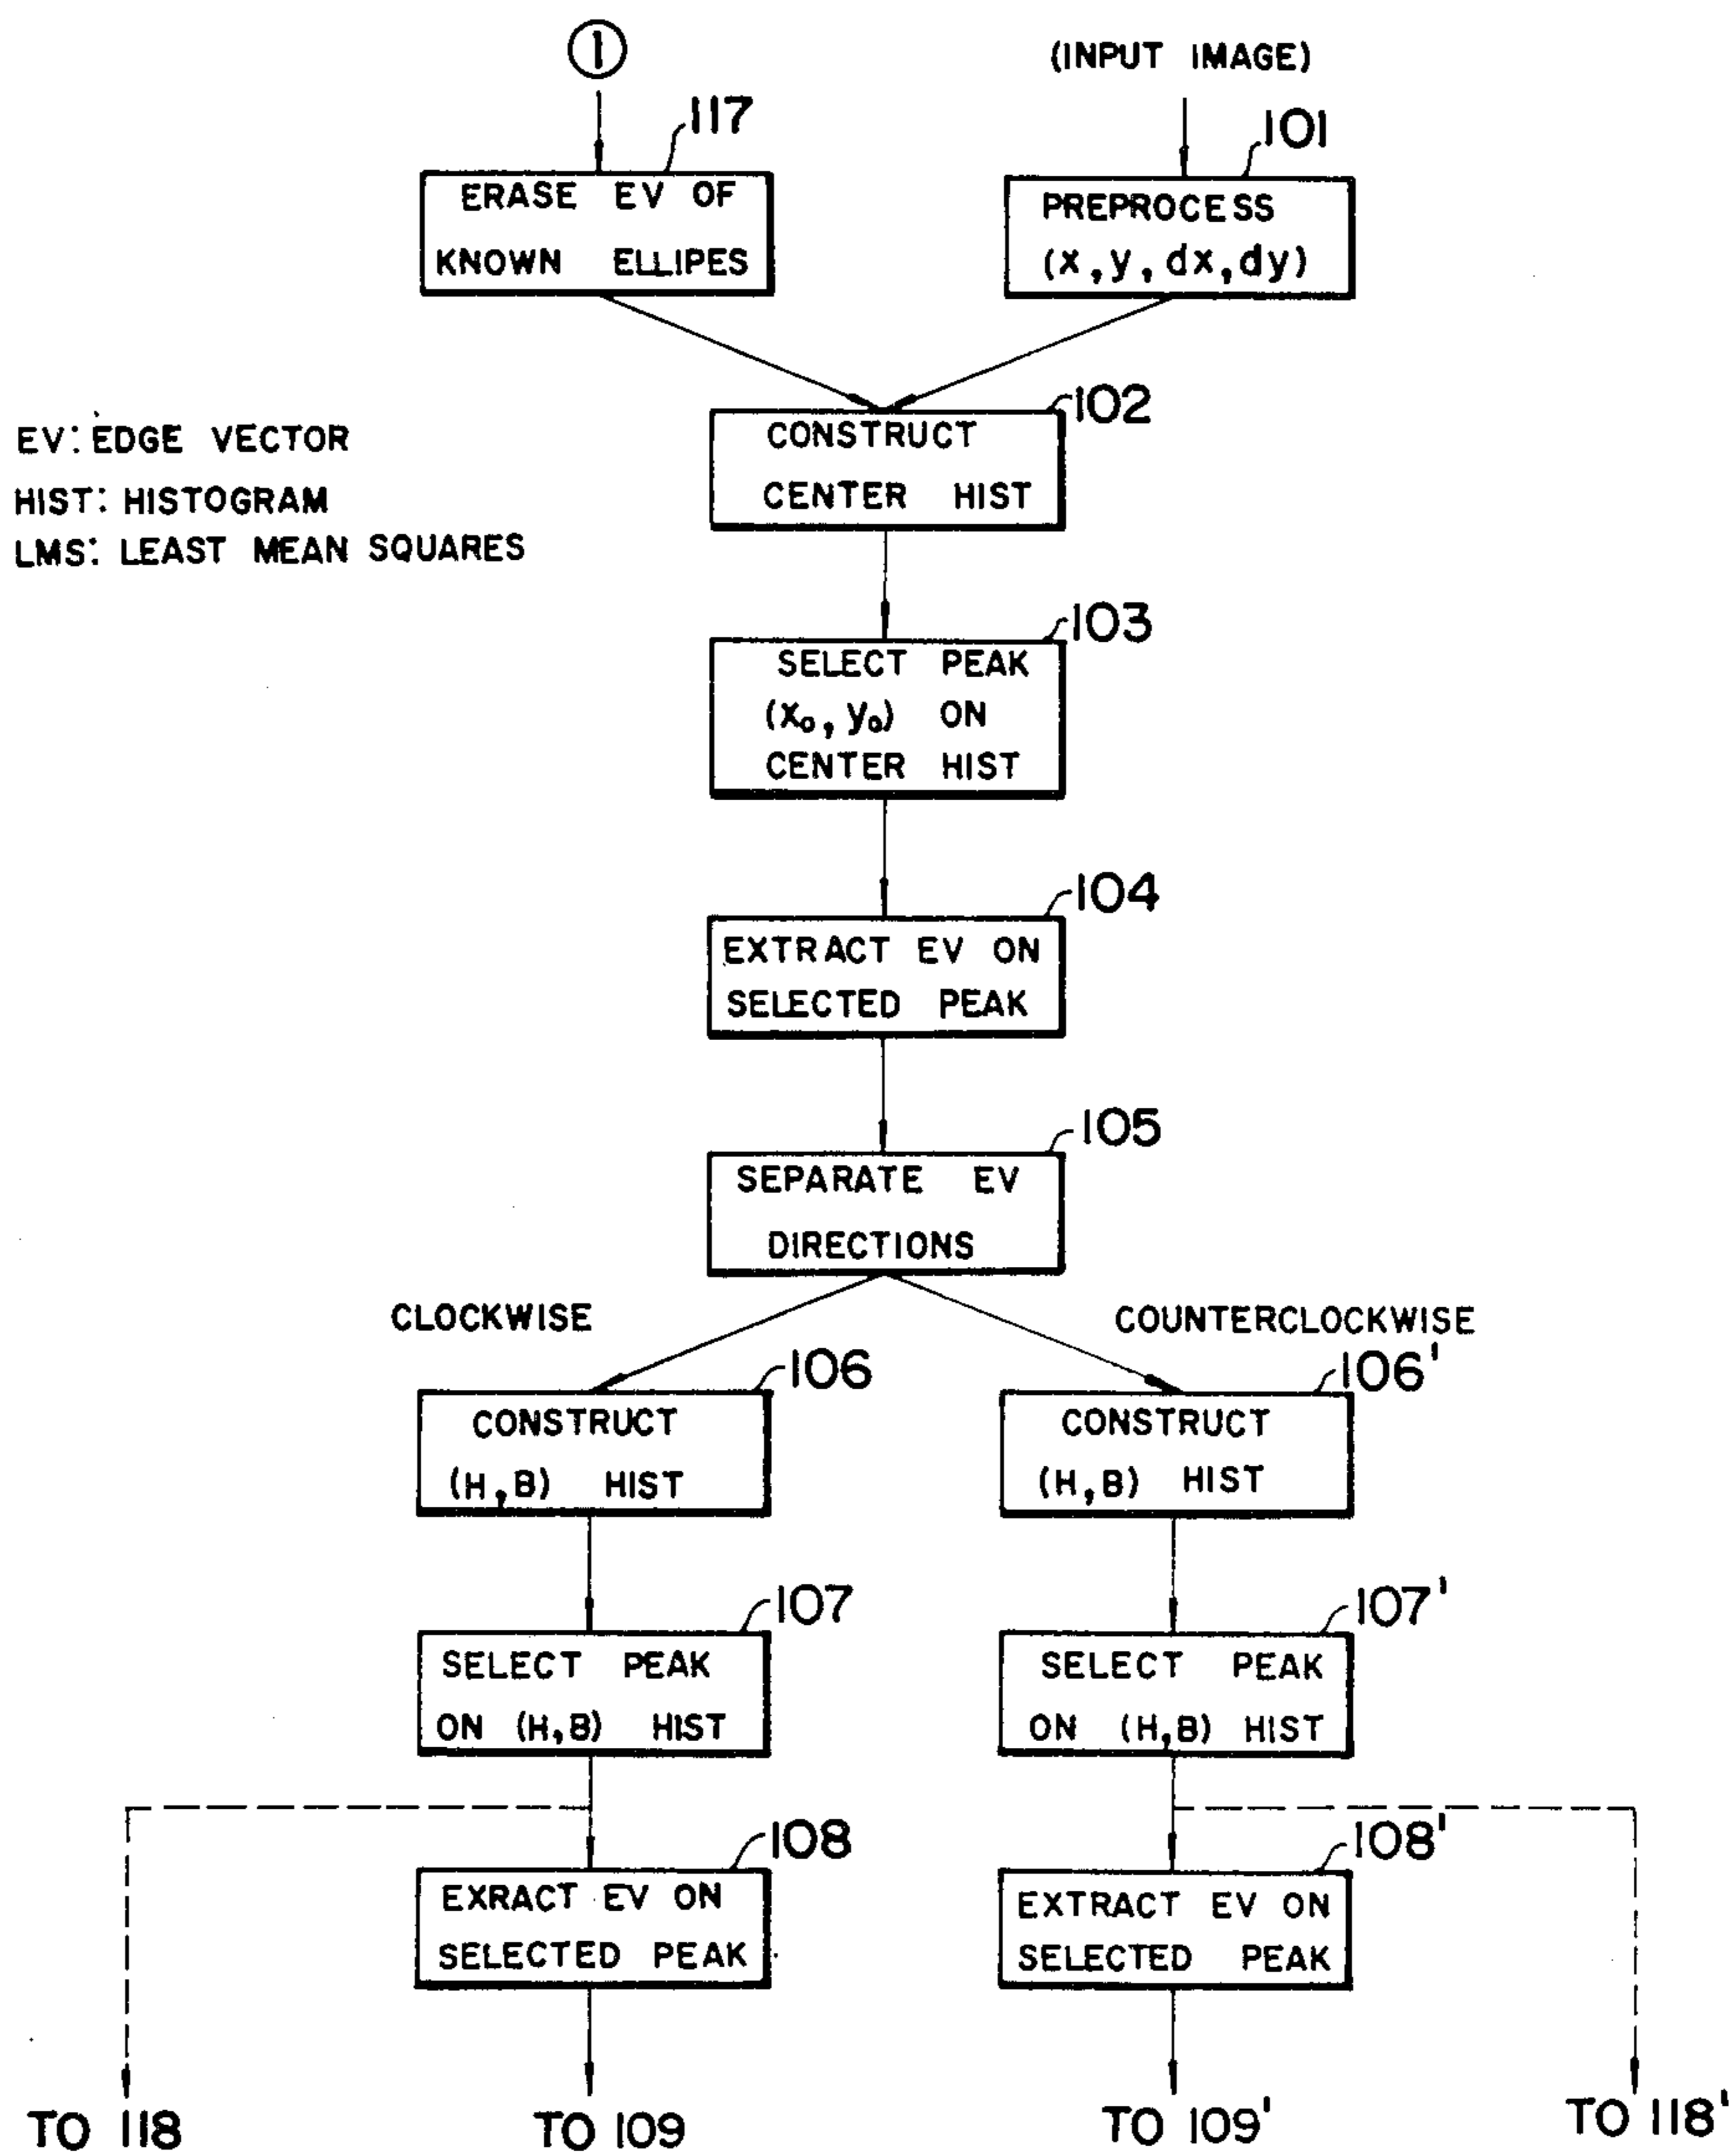 1
(INPUT IMAGE)
117
101
ERASE EV OF
KNOWN ELLIPES
PREPROCESS
(x, y, dx, dy)
EV: EDGE VECTOR
HIST: HISTOGRAM
LMS: LEAST MEAN SQUARES
102
CONSTRUCT
CENTER HIST
103
SELECT PEAK
(x₀, y₀) ON
CENTER HIST
104
EXTRACT EV ON
SELECTED PEAK
105
SEPARATE EV
DIRECTIONS
CLOCKWISE
COUNTERCLOCKWISE
106
106'
CONSTRUCT
(H,B) HIST
CONSTRUCT
(H,B) HIST
107
107'
SELECT PEAK
ON (H,B) HIST
SELECT PEAK
ON (H,B) HIST
108
108'
EXRACT EV ON
SELECTED PEAK
EXTRACT EV ON
SELECTED PEAK
TO 118
TO 109
TO 109'
TO 118'